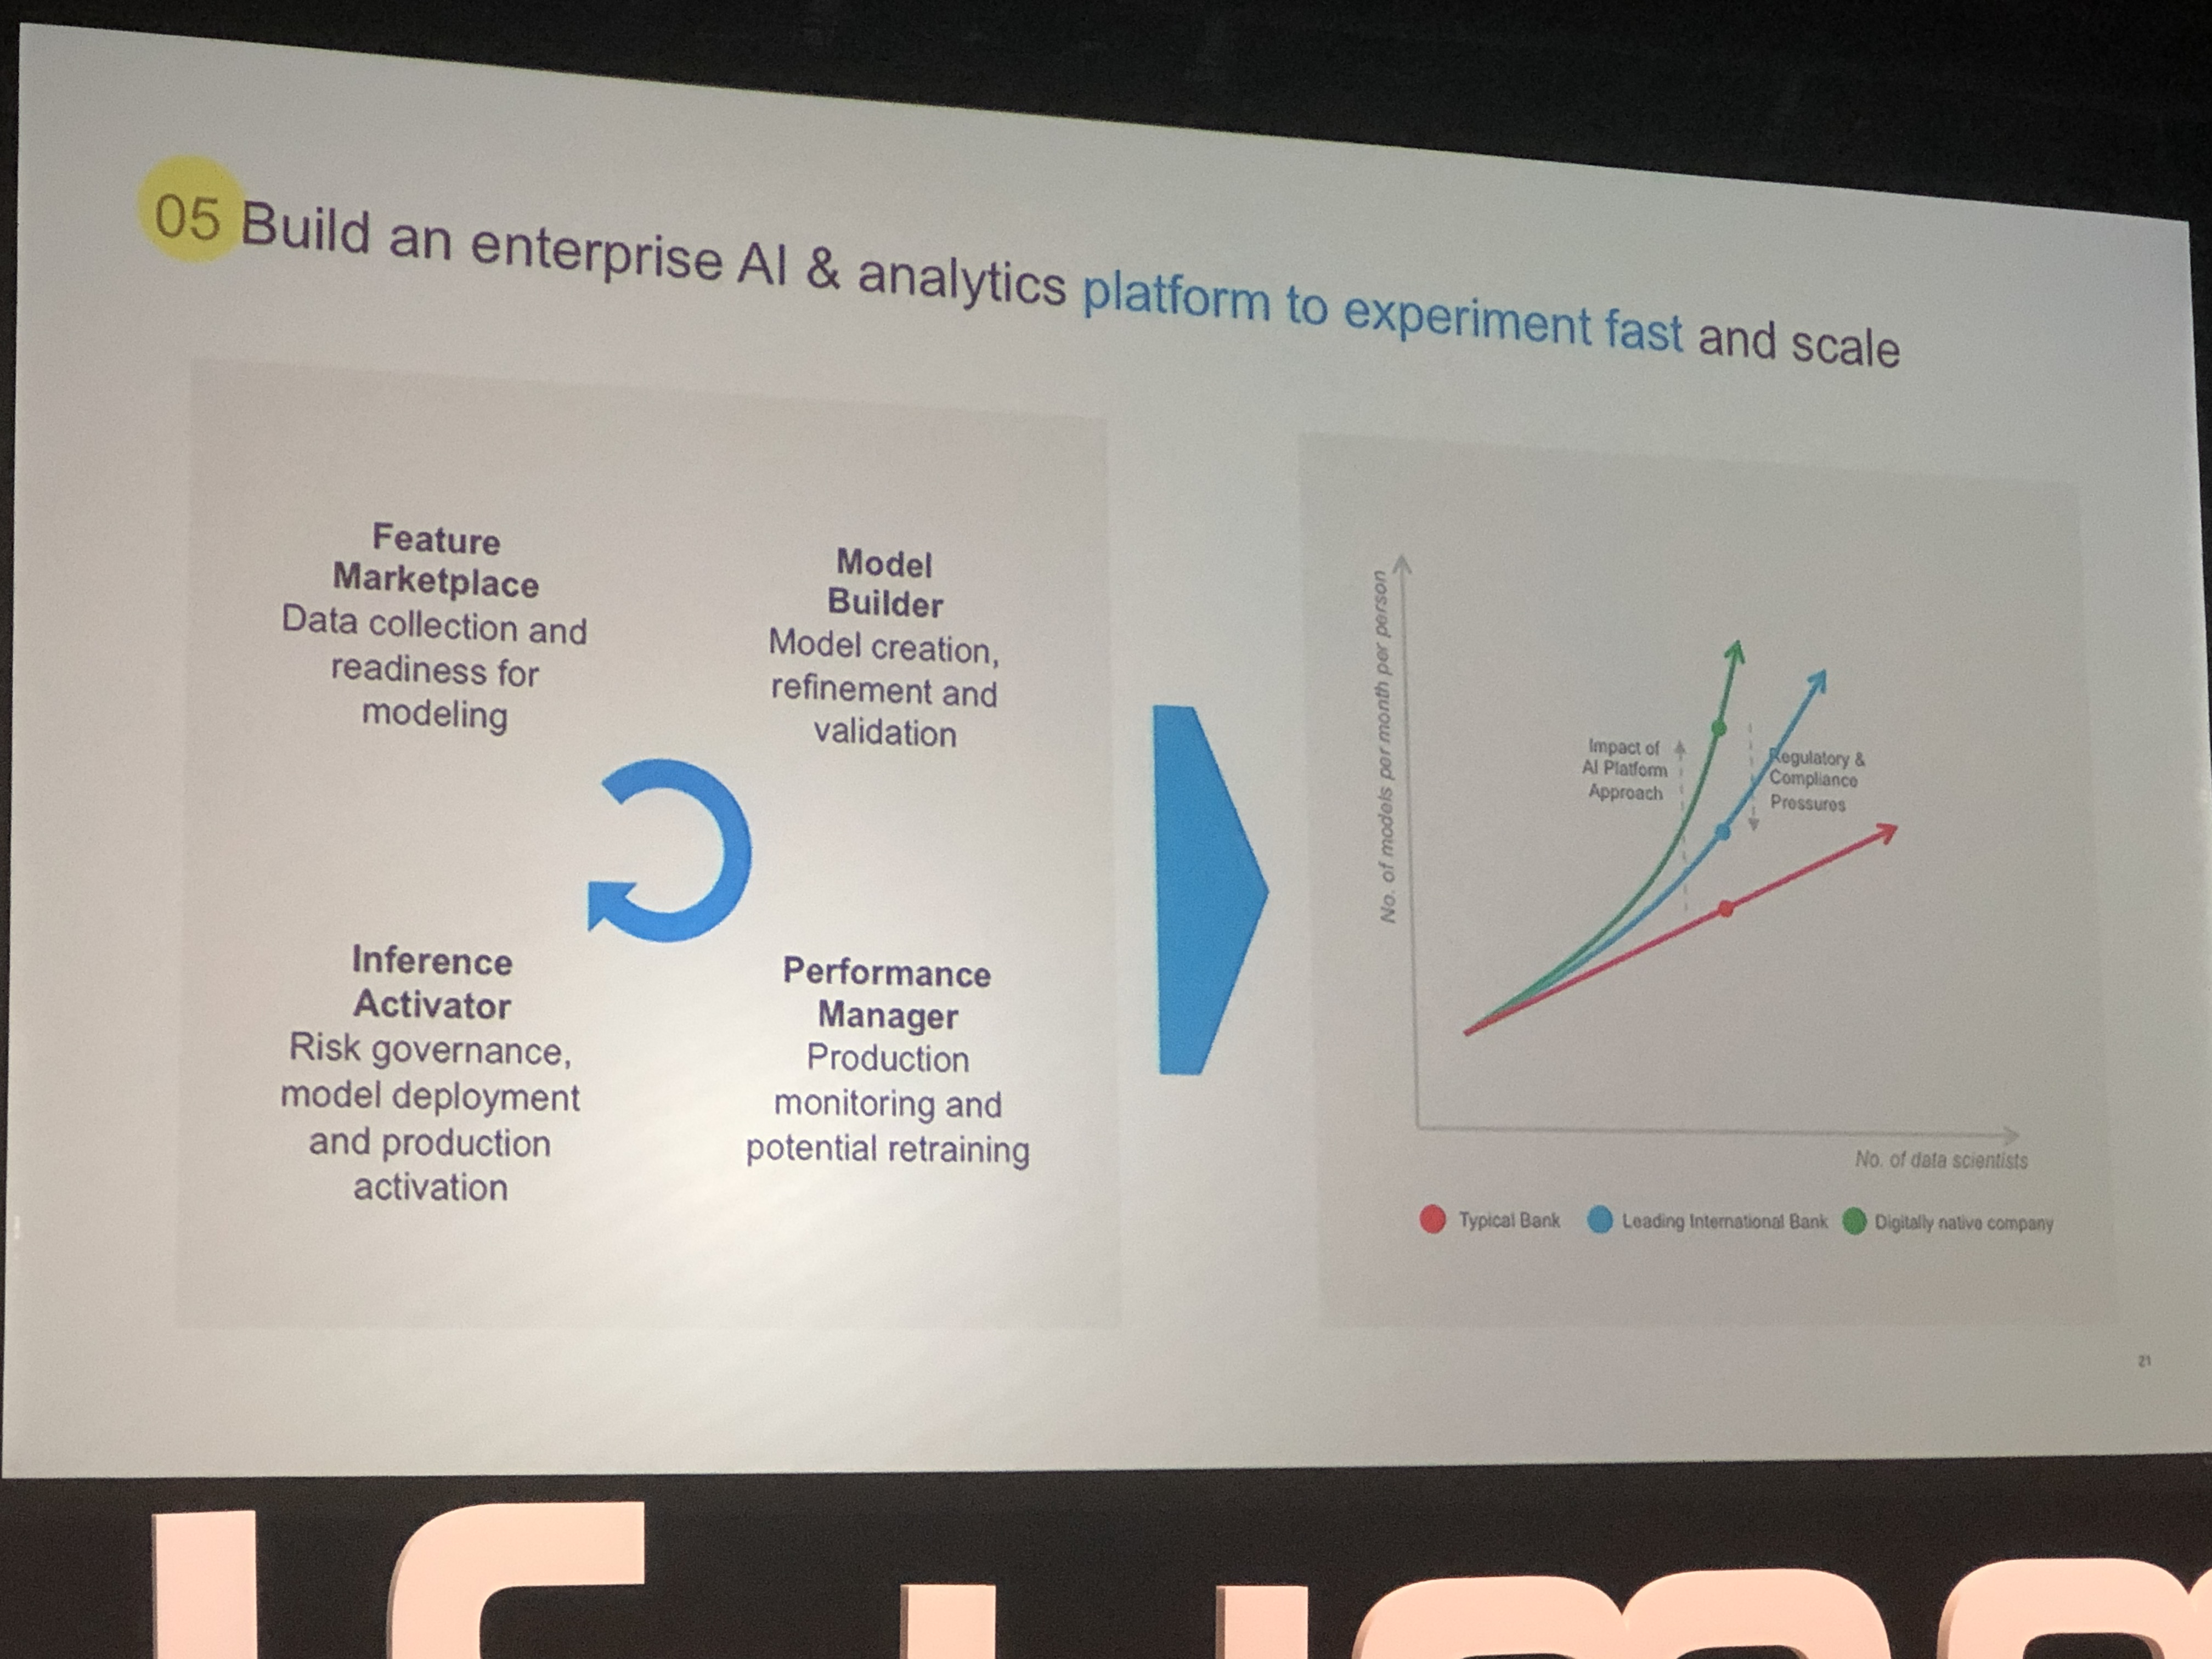 05 Build an enterprise AI & analytics platform to experiment fast and scale
Feature
Marketplace
Data collection and
readiness for
modeling
Model
Builder
Model creation,
refinement and
validation
Inference
Activator
Risk governance,
model deployment
and production
activation
Performance
Manager
Production
monitoring and
potential retraining
No. of models per month per person
Impact of
AI Platform
Approach
Regulatory &
Compliance
Pressures
No. of data scientists
Typical Bank
Leading International Bank
Digitally native company
21